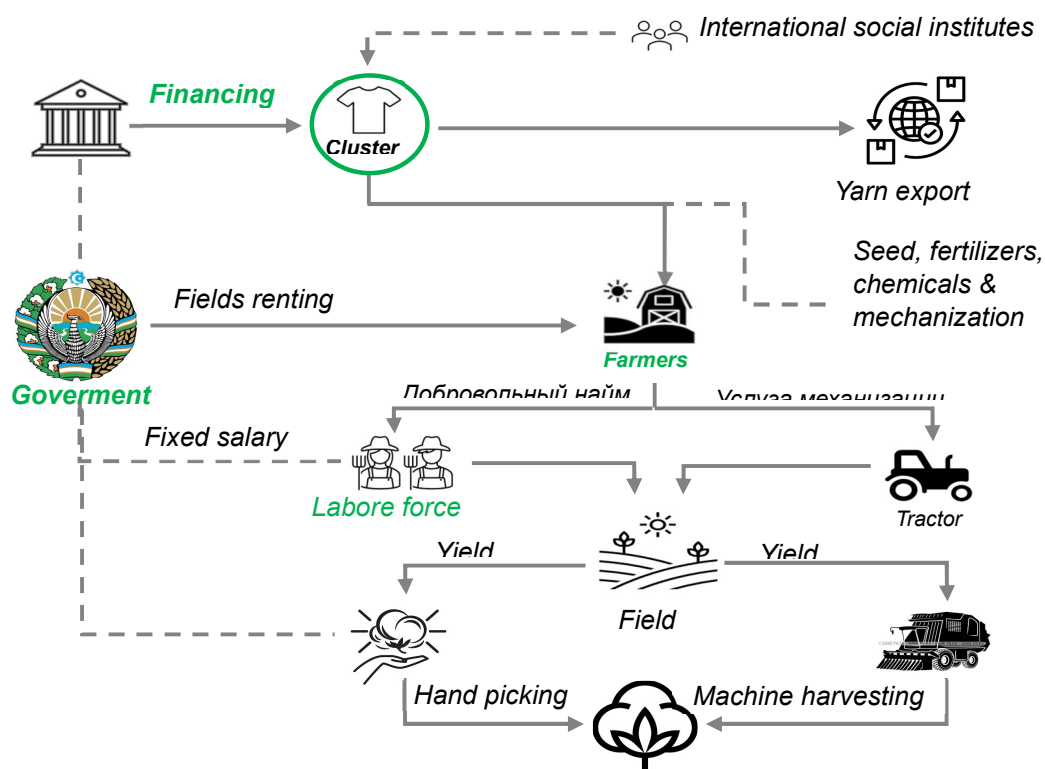 International social institutes
Financing
Cluster
Yarn export
Seed, fertilizers,
chemicals &
mechanization
Fields renting
Farmers
Goverment
Добровольный найм
Услуга механизации
Fixed salary
Labore force
Tractor
Yield
Yield
Field
Hand picking
Machine harvesting